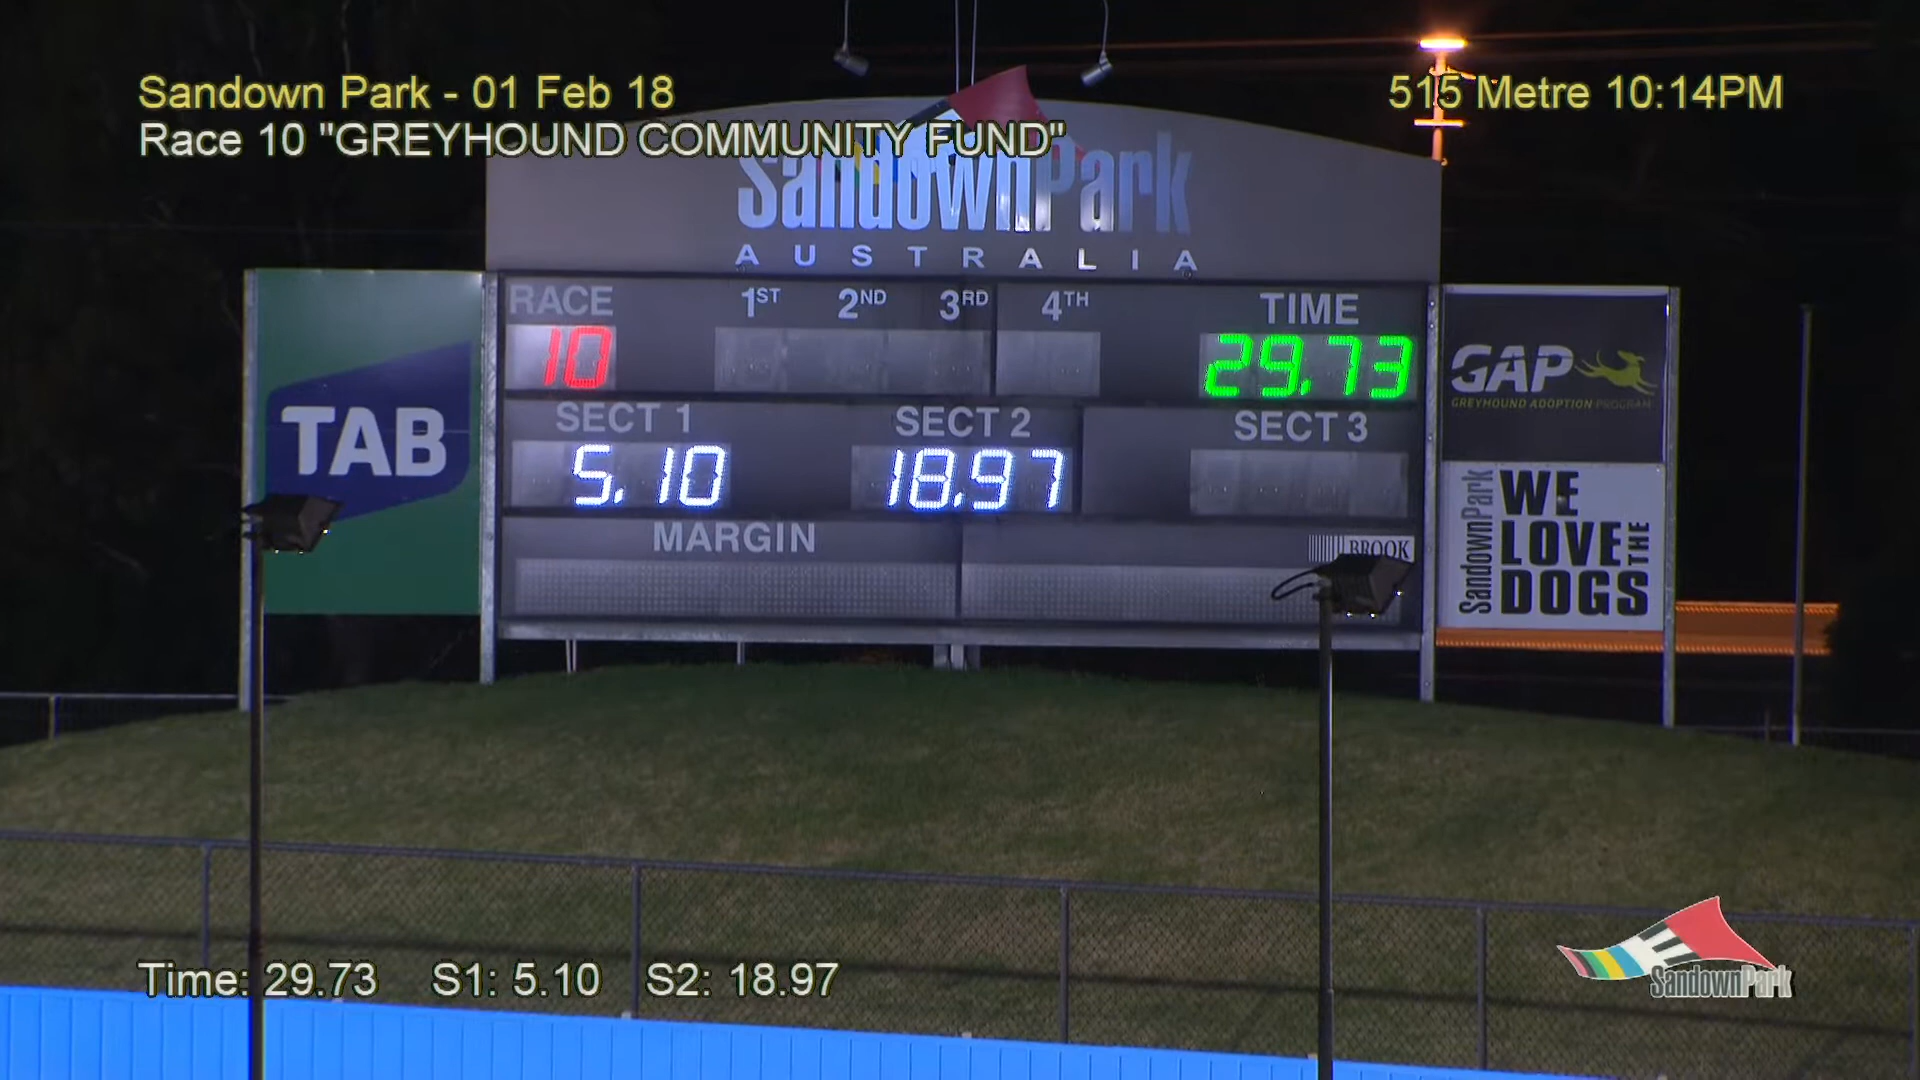 Sandown Park - 01 Feb 18
515 Metre 10:14PM
Race 10 "GREYHOUND COMMUNITY FUND"
SandownPark
AUSTRALIA
RACE 1ST 2ND 3RD 4TH TIME
10 29.73
SECT 1 SECT 2 SECT 3
5.10 18.97
MARGIN
BROOK
TAB
GAP
GREYHOUND ADOPTION PROGRAM
SandownPark
WE
LOVE THE
DOGS
Time: 29.73 S1: 5.10 S2: 18.97
SandownPark